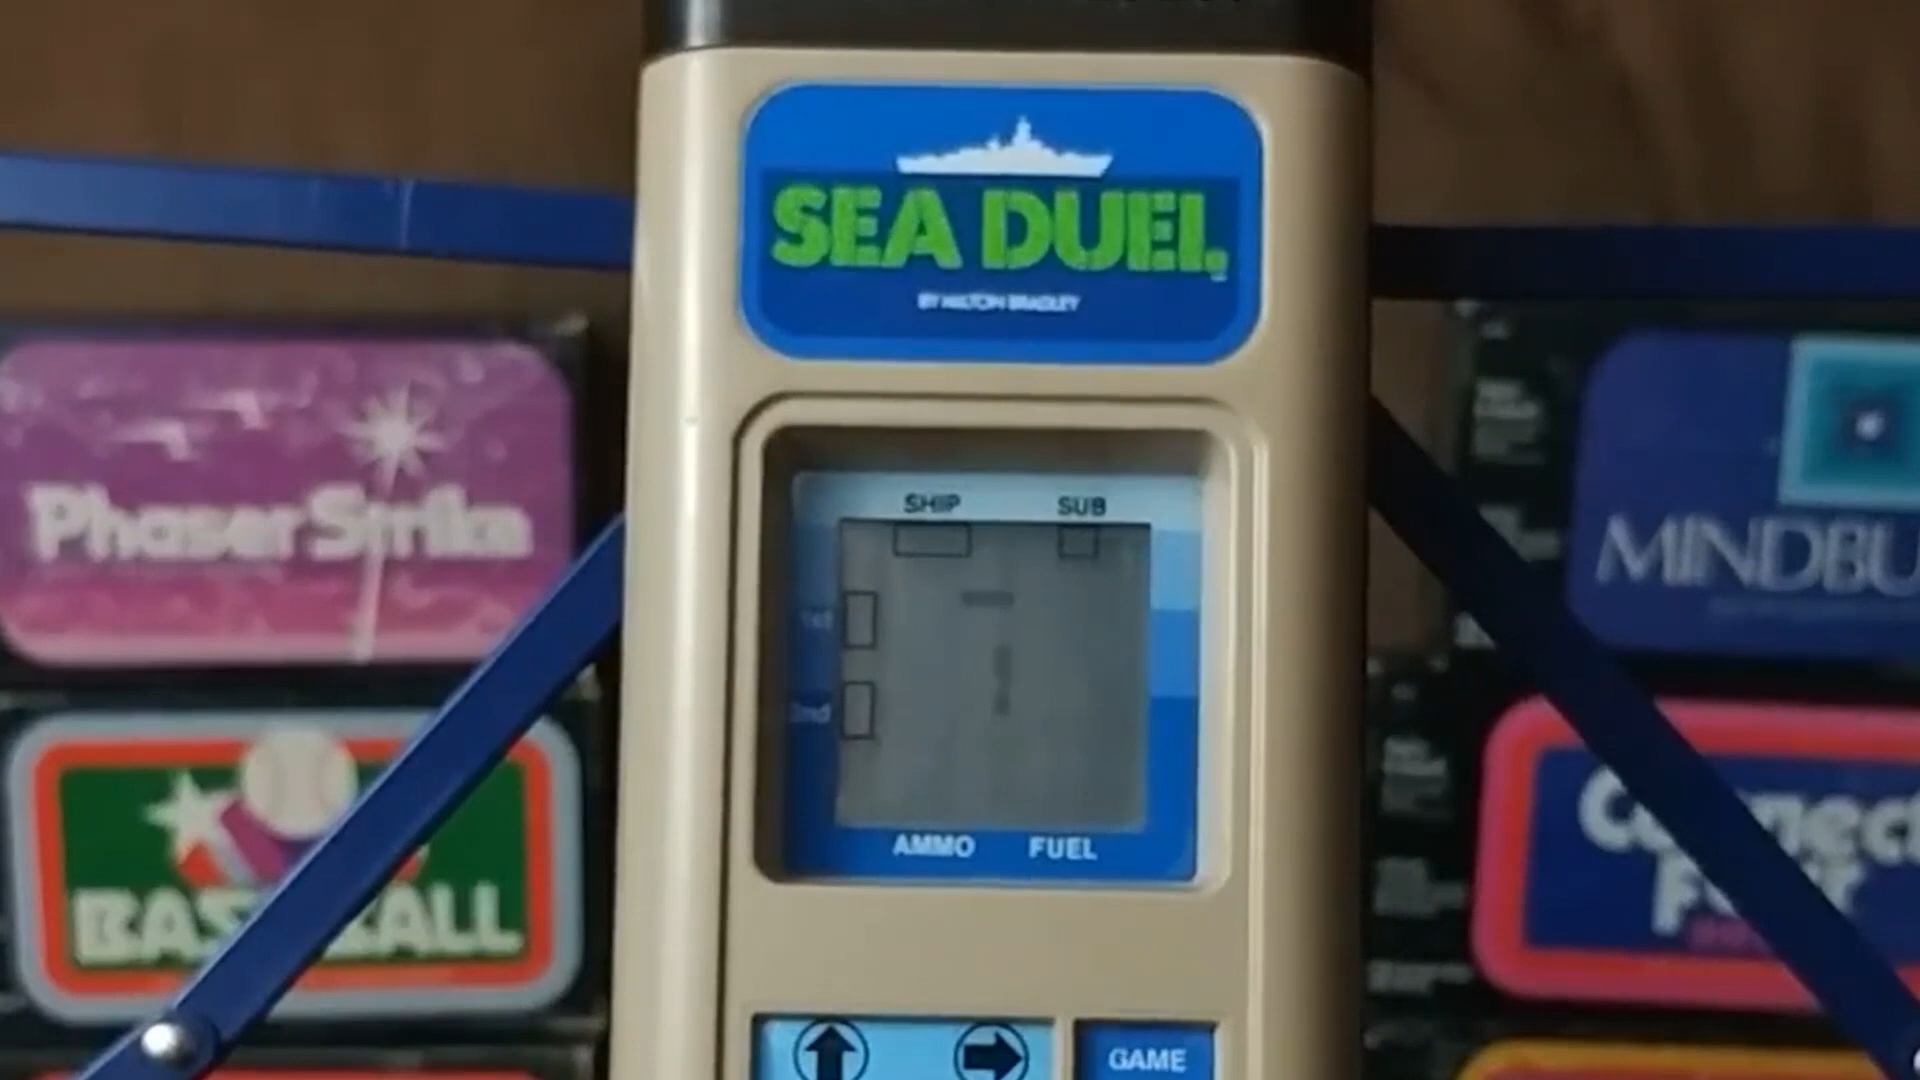 SEA DUEL
BY MILTON BRADLEY
Phaser Strike
MINDBU
SHIP SUB
1st
2nd
BASEBALL
Connect
Four
AMMO FUEL
GAME